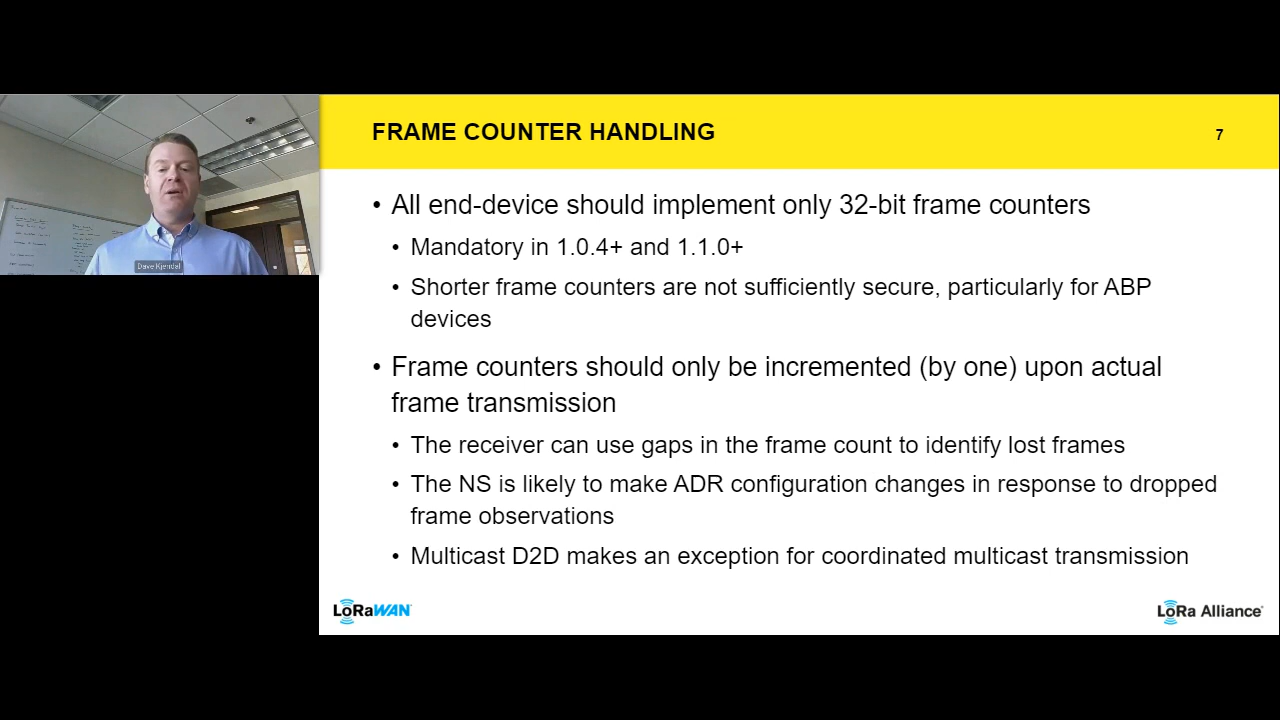 FRAME COUNTER HANDLING
7
• All end-device should implement only 32-bit frame counters
• Mandatory in 1.0.4+ and 1.1.0+
• Shorter frame counters are not sufficiently secure, particularly for ABP
devices
• Frame counters should only be incremented (by one) upon actual
frame transmission
• The receiver can use gaps in the frame count to identify lost frames
• The NS is likely to make ADR configuration changes in response to dropped
frame observations
• Multicast D2D makes an exception for coordinated multicast transmission
Dave Kjendal
LoRaWAN
LoRa Alliance